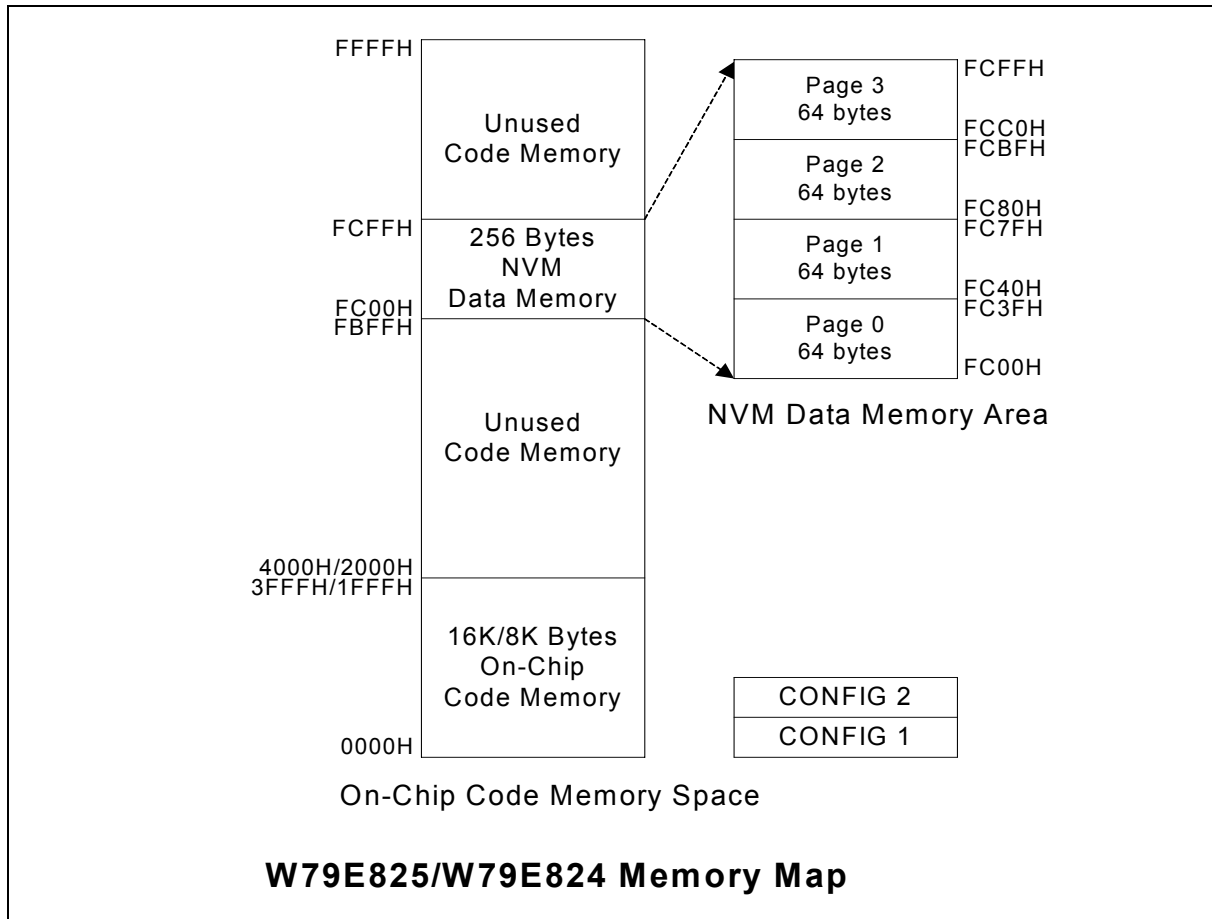 FFFFH
Unused
Code Memory
FCFFH
256 Bytes
NVM
Data Memory
FC00H
FBFFH
Unused
Code Memory
4000H/2000H
3FFFH/1FFFH
16K/8K Bytes
On-Chip
Code Memory
0000H
On-Chip Code Memory Space
FCFFH
Page 3
64 bytes
FCC0H
FCBFH
Page 2
64 bytes
FC80H
FC7FH
Page 1
64 bytes
FC40H
FC3FH
Page 0
64 bytes
FC00H
NVM Data Memory Area
CONFIG 2
CONFIG 1
W79E825/W79E824 Memory Map